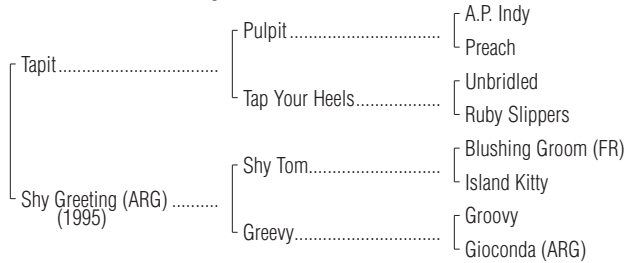 A.P. Indy
Pulpit..........................................
Preach
Tapit.................................
Unbridled
Tap Your Heels.......................
Ruby Slippers
Blushing Groom (FR)
Shy Tom....................................
Island Kitty
Shy Greeting (ARG) ..........
(1995)
Groovy
Greevy........................................
Gioconda (ARG)